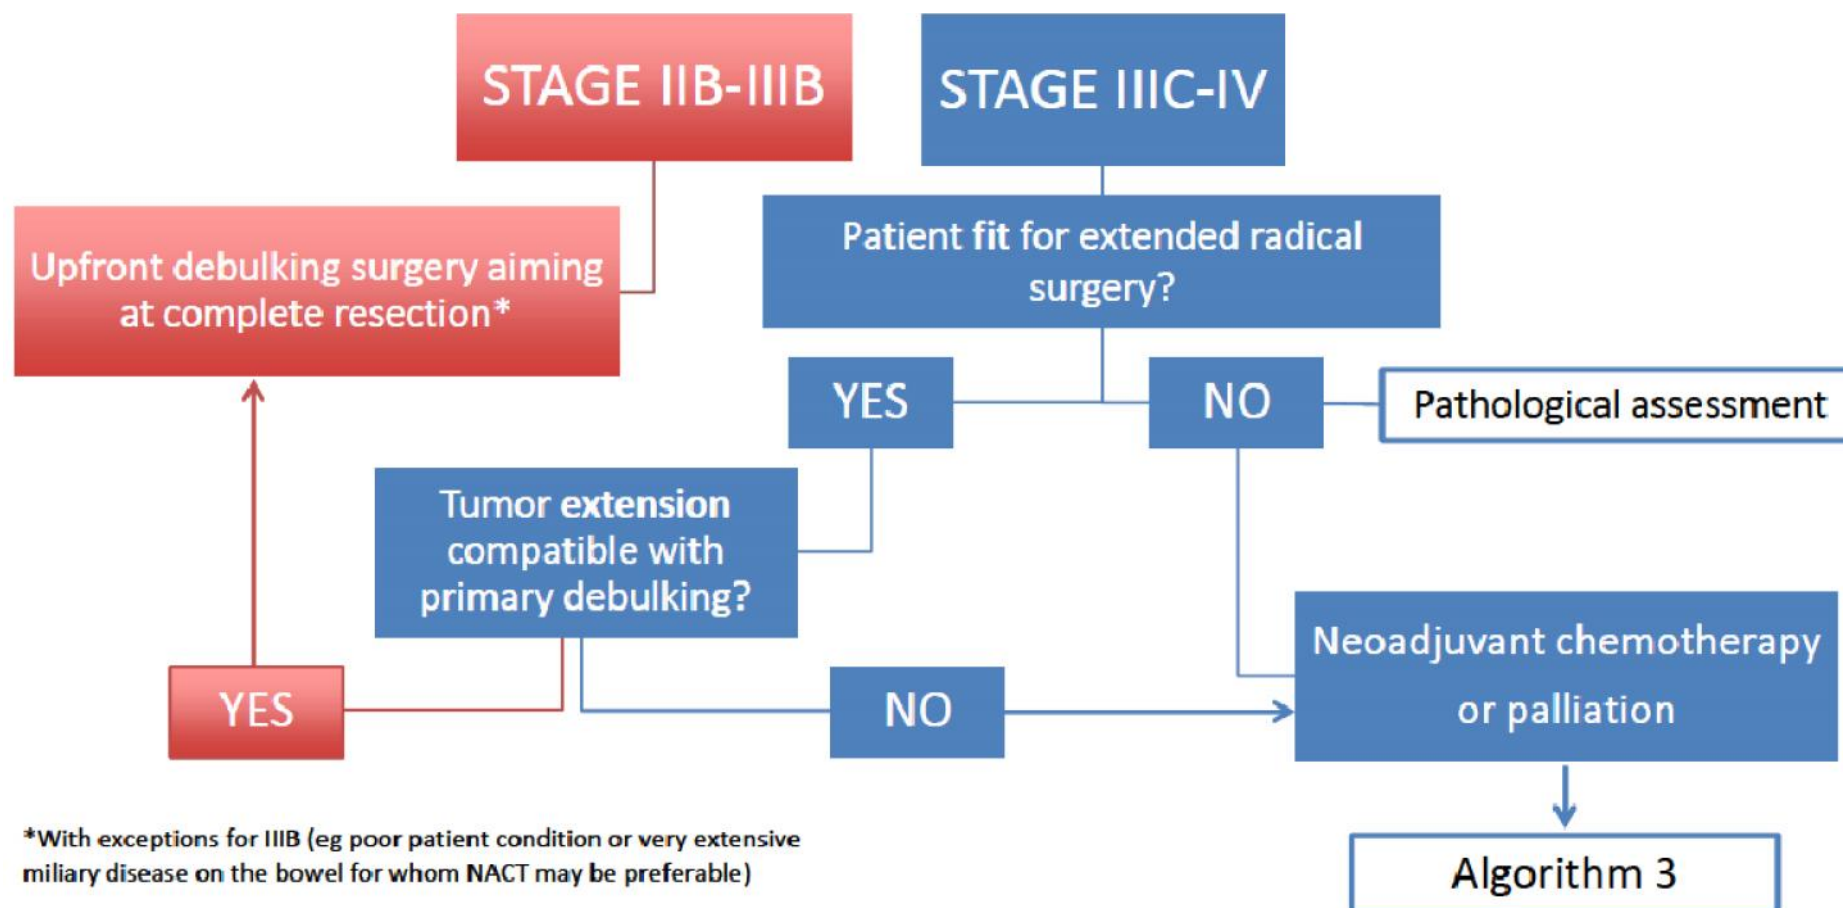 STAGE IIB-IIIB
STAGE IIIC-IV
Upfront debulking surgery aiming
at complete resection*
Patient fit for extended radical
surgery?
YES
NO
Pathological assessment
Tumor extension
compatible with
primary debulking?
YES
NO
Neoadjuvant chemotherapy
or palliation
*With exceptions for IIIB (eg poor patient condition or very extensive
miliary disease on the bowel for whom NACT may be preferable)
Algorithm 3